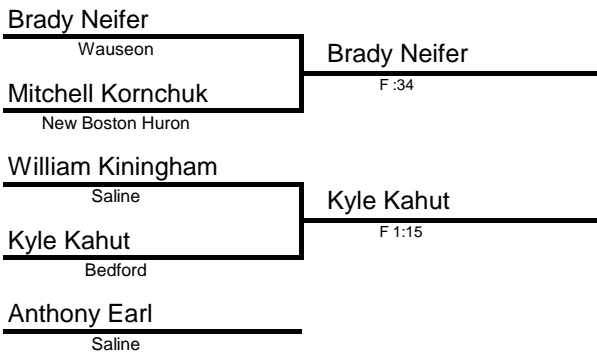 Brady Neifer
Wauseon
Brady Neifer
F :34
Mitchell Kornchuk
New Boston Huron
William Kiningham
Saline
Kyle Kahut
F 1:15
Kyle Kahut
Bedford
Anthony Earl
Saline